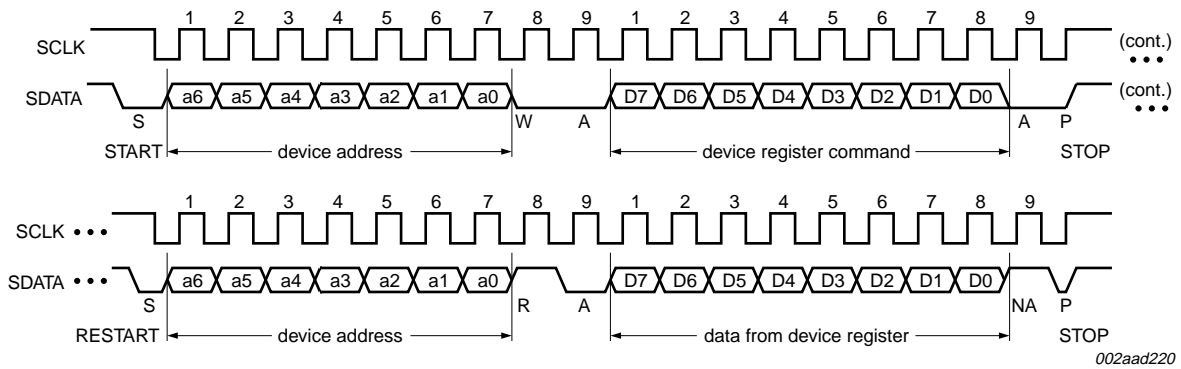 1 2 3 4 5 6 7 8 9 1 2 3 4 5 6 7 8 9
SCLK (cont.)
SDATA a6 a5 a4 a3 a2 a1 a0 D7 D6 D5 D4 D3 D2 D1 D0 (cont.)
S W A A P
START device address device register command STOP
1 2 3 4 5 6 7 8 9 1 2 3 4 5 6 7 8 9
SCLK
SDATA a6 a5 a4 a3 a2 a1 a0 D7 D6 D5 D4 D3 D2 D1 D0
S R A NA P
RESTART device address data from device register STOP
002aad220